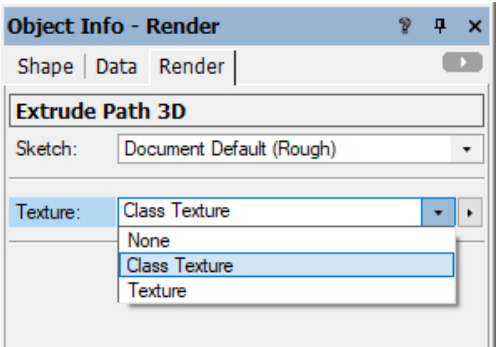 Object Info - Render
Shape Data Render
Extrude Path 3D
Sketch: Document Default (Rough)
Texture: Class Texture
None
Class Texture
Texture